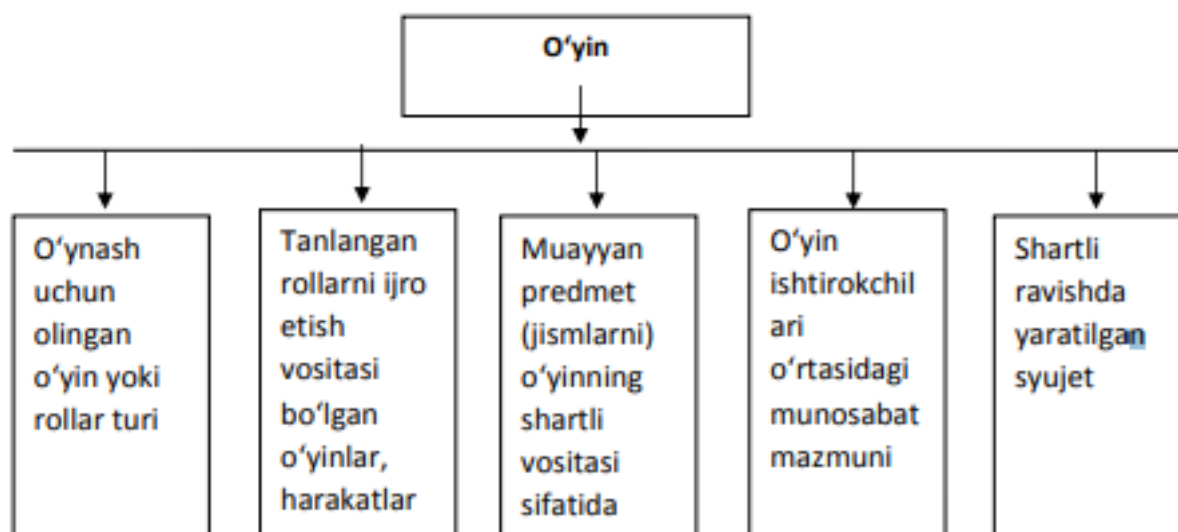 O‘yin
O‘ynash
uchun
olingan
o‘yin yoki
rollar turi
Tanlangan
rollarni ijro
etish
vositasi
bo‘lgan
o‘yinlar,
harakatlar
Muayyan
predmet
(jismlarni)
o‘yinning
shartli
vositasi
sifatida
O‘yin
ishtirokchil
ari
o‘rtasidagi
munosabat
mazmuni
Shartli
ravishda
yaratilgan
syujet